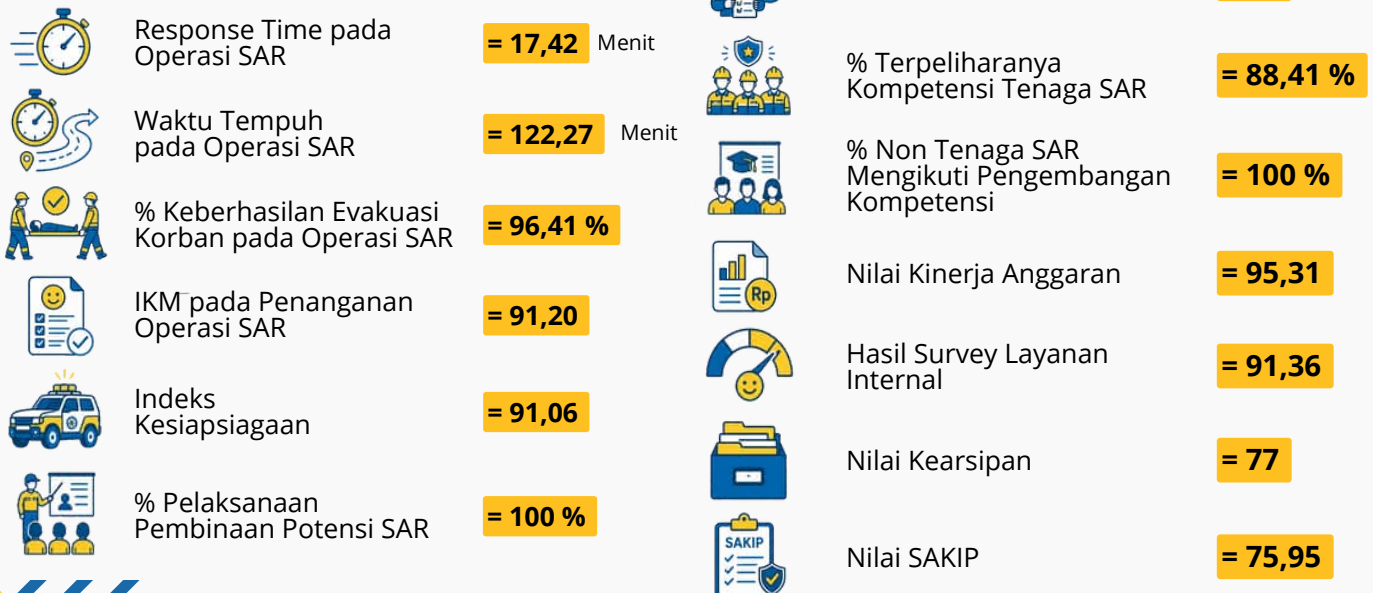 Response Time pada
Operasi SAR
= 17,42 Menit
Waktu Tempuh
pada Operasi SAR
= 122,27 Menit
% Keberhasilan Evakuasi
Korban pada Operasi SAR
= 96,41 %
IKM pada Penanganan
Operasi SAR
= 91,20
Indeks
Kesiapsiagaan
= 91,06
% Pelaksanaan
Pembinaan Potensi SAR
= 100 %
% Terpeliharanya
Kompetensi Tenaga SAR
= 88,41 %
% Non Tenaga SAR
Mengikuti Pengembangan
Kompetensi
= 100 %
Rp
Nilai Kinerja Anggaran
= 95,31
Hasil Survey Layanan
Internal
= 91,36
Nilai Kearsipan
= 77
SAKIP
Nilai SAKIP
= 75,95